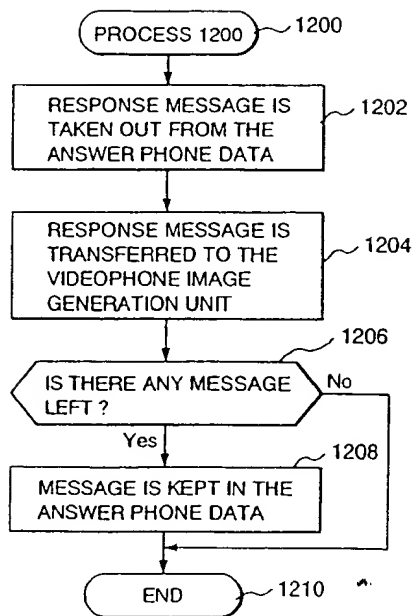 PROCESS 1200
1200
RESPONSE MESSAGE IS
TAKEN OUT FROM THE
ANSWER PHONE DATA
1202
RESPONSE MESSAGE IS
TRANSFERRED TO THE
VIDEOPHONE IMAGE
GENERATION UNIT
1204
1206
IS THERE ANY MESSAGE
LEFT ?
No
Yes
1208
MESSAGE IS KEPT IN THE
ANSWER PHONE DATA
END
1210